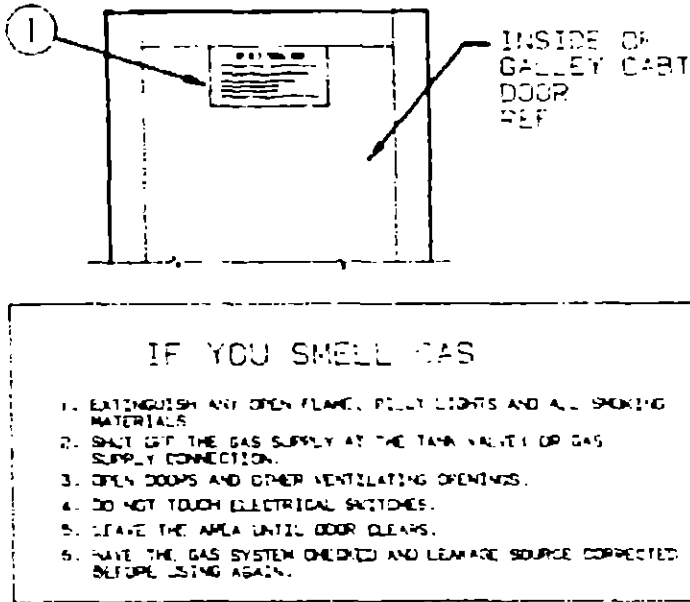 1
INSIDE OF
GALLEY CABT
DOOR
REF
IF YOU SMELL GAS
1. EXTINGUISH ANY OPEN FLAME, PILOT LIGHTS AND ALL SMOKING
MATERIALS
2. SHUT OFF THE GAS SUPPLY AT THE TANK VALVE(S) OR GAS
SUPPLY CONNECTION.
3. OPEN DOORS AND OTHER VENTILATING OPENINGS.
4. DO NOT TOUCH ELECTRICAL SWITCHES.
5. LEAVE THE AREA UNTIL ODOR CLEARS.
6. HAVE THE GAS SYSTEM CHECKED AND LEAKAGE SOURCE CORRECTED
BEFORE USING AGAIN.